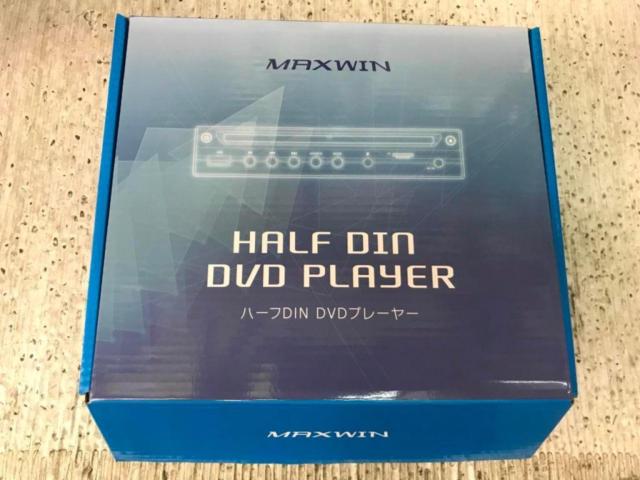 MAXWIN
HALF DIN
DVD PLAYER
ハーフDIN DVDプレーヤー
MAXWIN